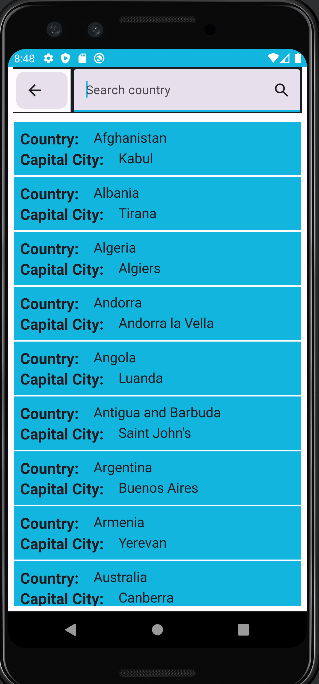 8:48
Search country
Country: Afghanistan
Capital City: Kabul
Country: Albania
Capital City: Tirana
Country: Algeria
Capital City: Algiers
Country: Andorra
Capital City: Andorra la Vella
Country: Angola
Capital City: Luanda
Country: Antigua and Barbuda
Capital City: Saint John's
Country: Argentina
Capital City: Buenos Aires
Country: Armenia
Capital City: Yerevan
Country: Australia
Capital City: Canberra